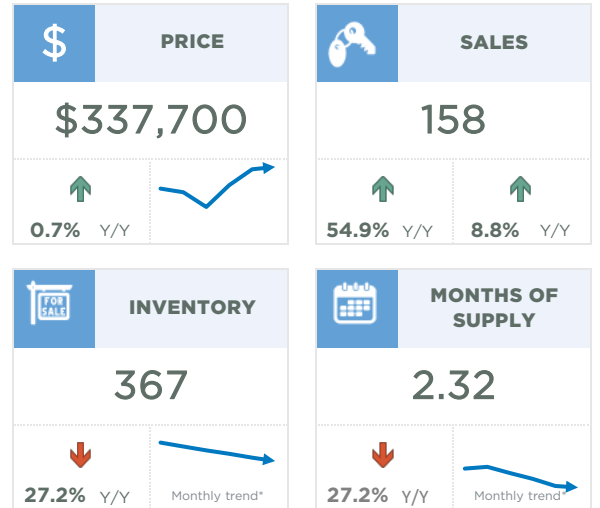 $
PRICE
$337,700
0.7% Y/Y
SALES
158
54.9% Y/Y
8.8% Y/Y
FOR
SALE
INVENTORY
367
27.2% Y/Y
Monthly trend*
MONTHS OF
SUPPLY
2.32
27.2% Y/Y
Monthly trend*